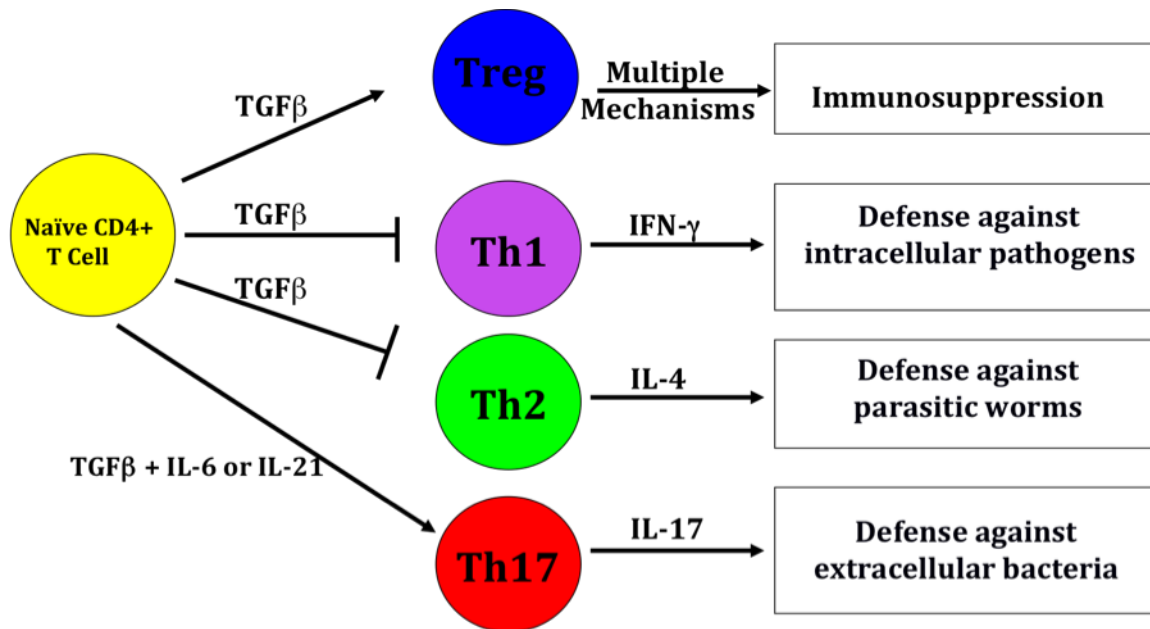 Treg
Multiple
Mechanisms
Immunosuppression
TGFβ
Naïve CD4+
T Cell
TGFβ
Th1
IFN-γ
Defense against
intracellular pathogens
TGFβ
Th2
IL-4
Defense against
parasitic worms
TGFβ + IL-6 or IL-21
Th17
IL-17
Defense against
extracellular bacteria